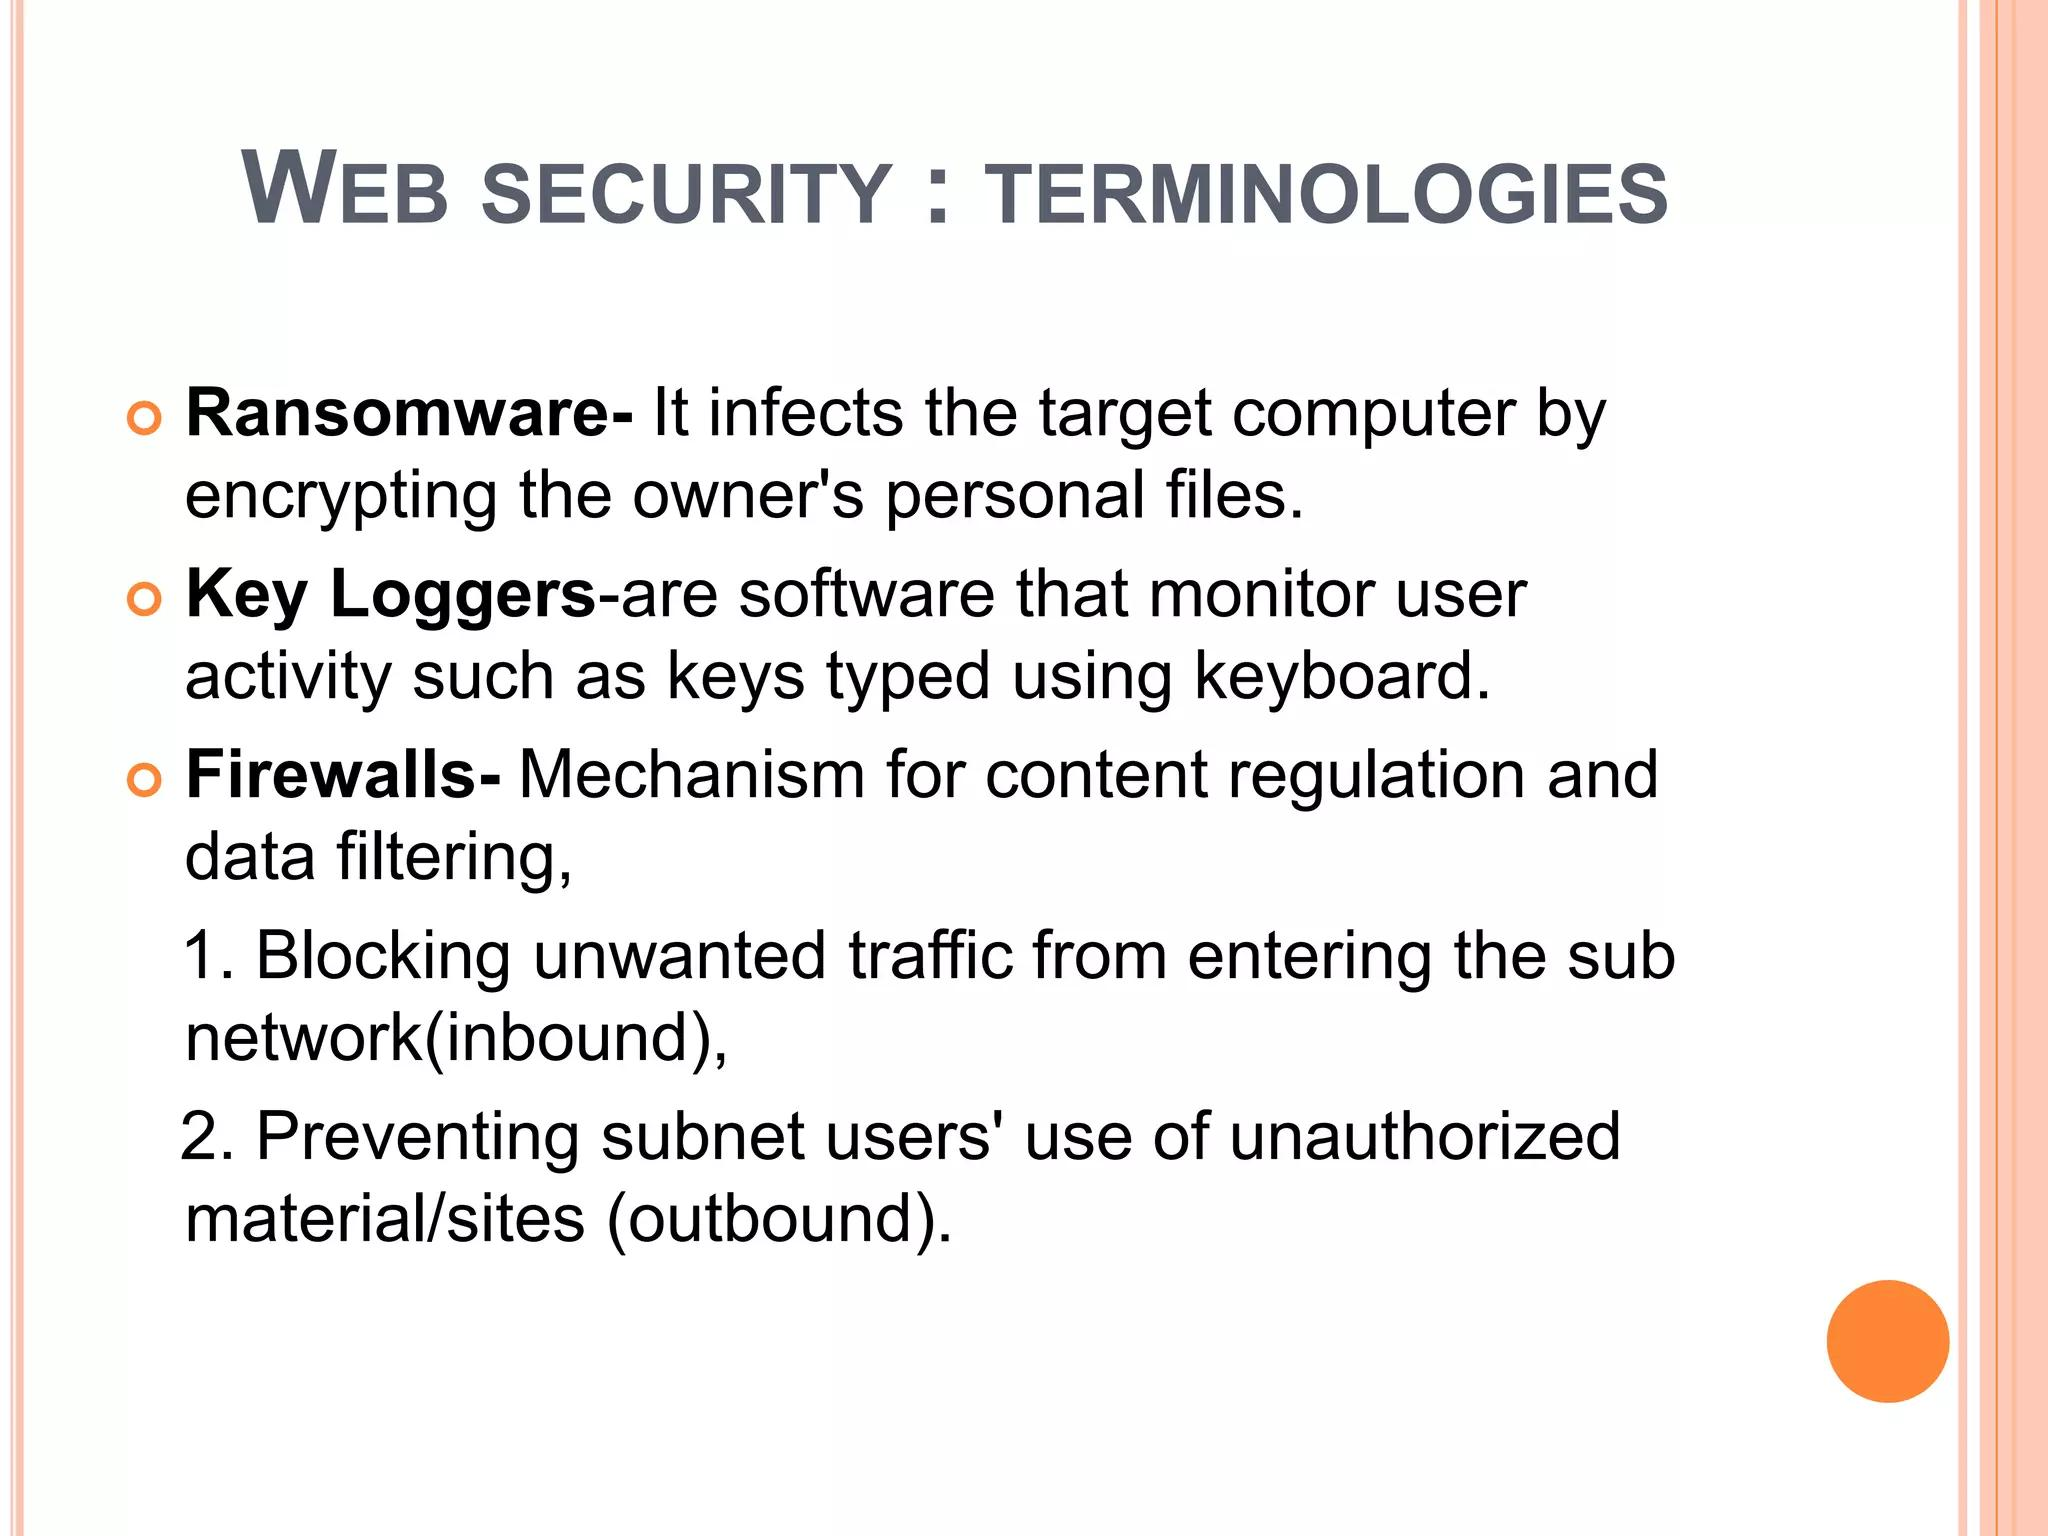 WEB SECURITY : TERMINOLOGIES
Ransomware- It infects the target computer by
encrypting the owner's personal files.
Key Loggers-are software that monitor user
activity such as keys typed using keyboard.
Firewalls- Mechanism for content regulation and
data filtering,
1. Blocking unwanted traffic from entering the sub
network(inbound),
2. Preventing subnet users' use of unauthorized
material/sites (outbound).